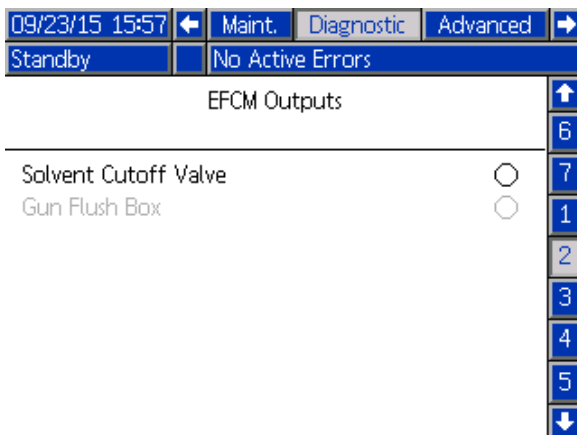 09/23/15 15:57 Maint. Diagnostic Advanced
Standby No Active Errors
EFCM Outputs
6
Solvent Cutoff Valve 7
Gun Flush Box 1
2
3
4
5